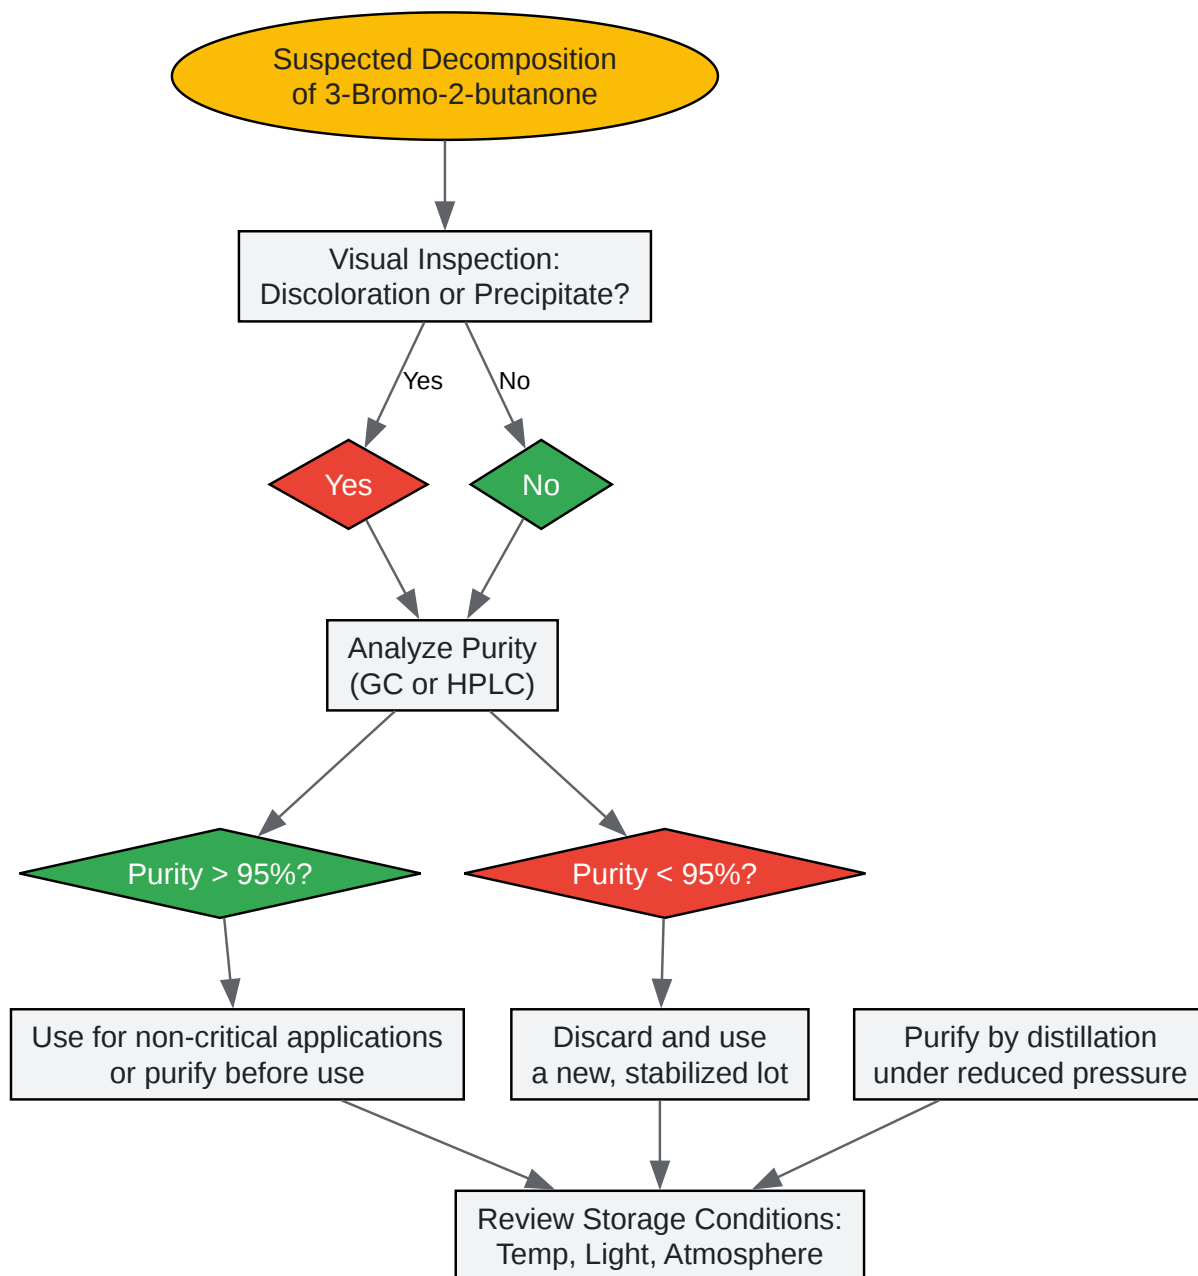 Suspected Decomposition
of 3-Bromo-2-butanone
Visual Inspection:
Discoloration or Precipitate?
Yes
No
Yes
No
Analyze Purity
(GC or HPLC)
Purity > 95%?
Purity < 95%?
Use for non-critical applications
or purify before use
Discard and use
a new, stabilized lot
Purify by distillation
under reduced pressure
Review Storage Conditions:
Temp, Light, Atmosphere